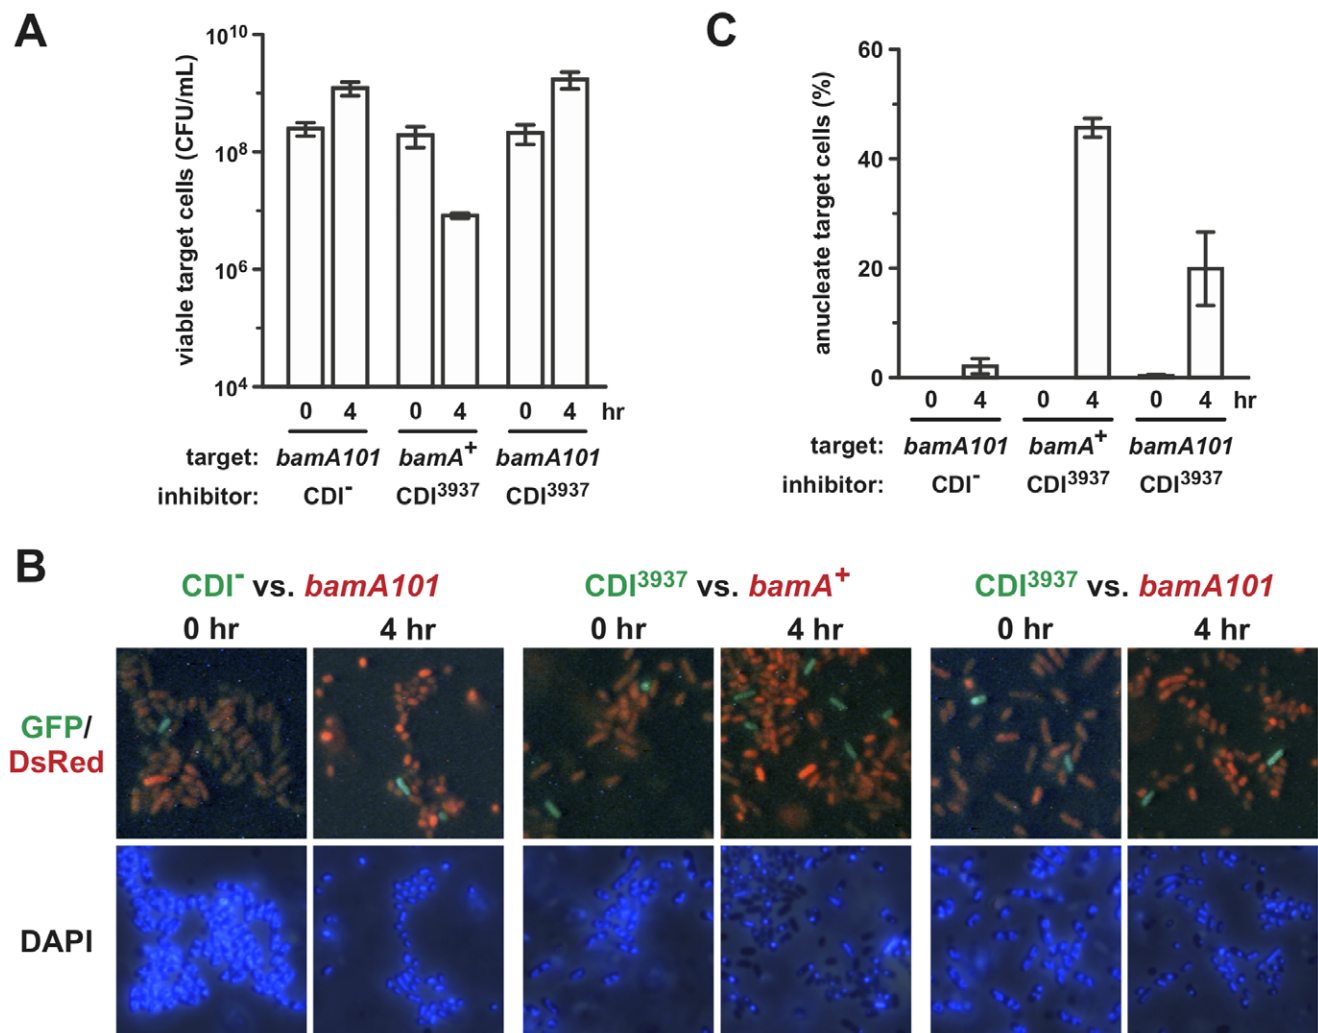 A
viable target cells (CFU/mL)
10¹⁰
10⁸
10⁶
10⁴
0 4 0 4 0 4 hr
target: bamA101 bamA⁺ bamA101
inhibitor: CDI⁻ CDI³⁹³⁷ CDI³⁹³⁷
C
anucleate target cells (%)
60
40
20
0
0 4 0 4 0 4 hr
target: bamA101 bamA⁺ bamA101
inhibitor: CDI⁻ CDI³⁹³⁷ CDI³⁹³⁷
B
CDI⁻ vs. bamA101 CDI³⁹³⁷ vs. bamA⁺ CDI³⁹³⁷ vs. bamA101
0 hr 4 hr 0 hr 4 hr 0 hr 4 hr
GFP/
DsRed
DAPI